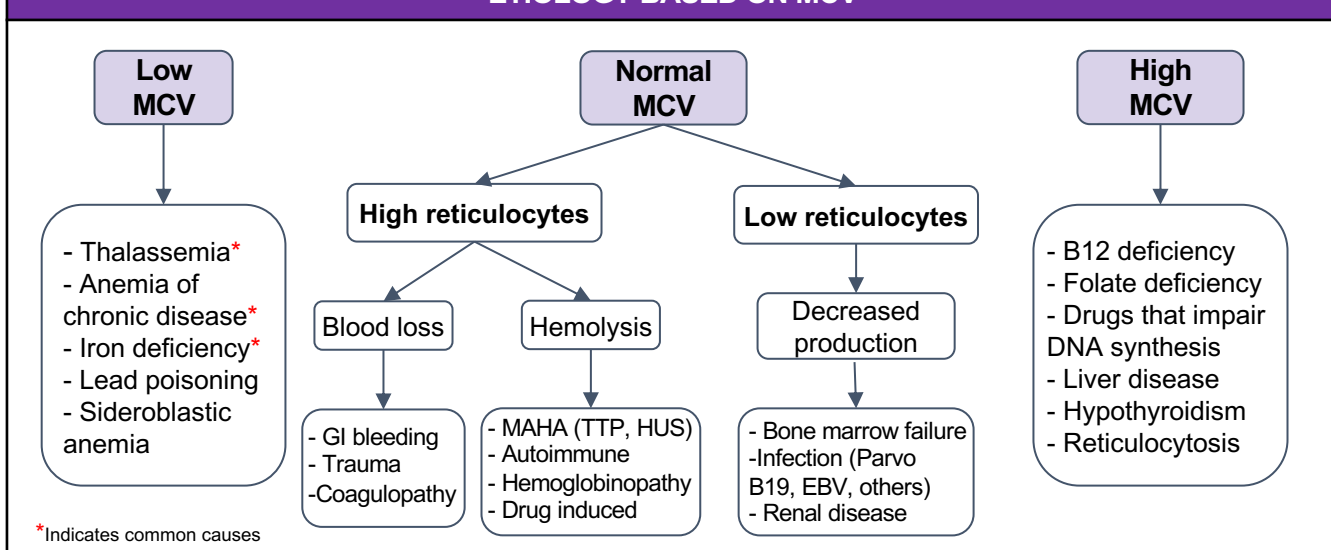 Low
MCV
Normal
MCV
High
MCV
High reticulocytes
Low reticulocytes
- Thalassemia*
- Anemia of
chronic disease*
- Iron deficiency*
- Lead poisoning
- Sideroblastic
anemia
Blood loss
Hemolysis
Decreased
production
- B12 deficiency
- Folate deficiency
- Drugs that impair
DNA synthesis
- Liver disease
- Hypothyroidism
- Reticulocytosis
- GI bleeding
- Trauma
-Coagulopathy
- MAHA (TTP, HUS)
- Autoimmune
- Hemoglobinopathy
- Drug induced
- Bone marrow failure
-Infection (Parvo
B19, EBV, others)
- Renal disease
*Indicates common causes